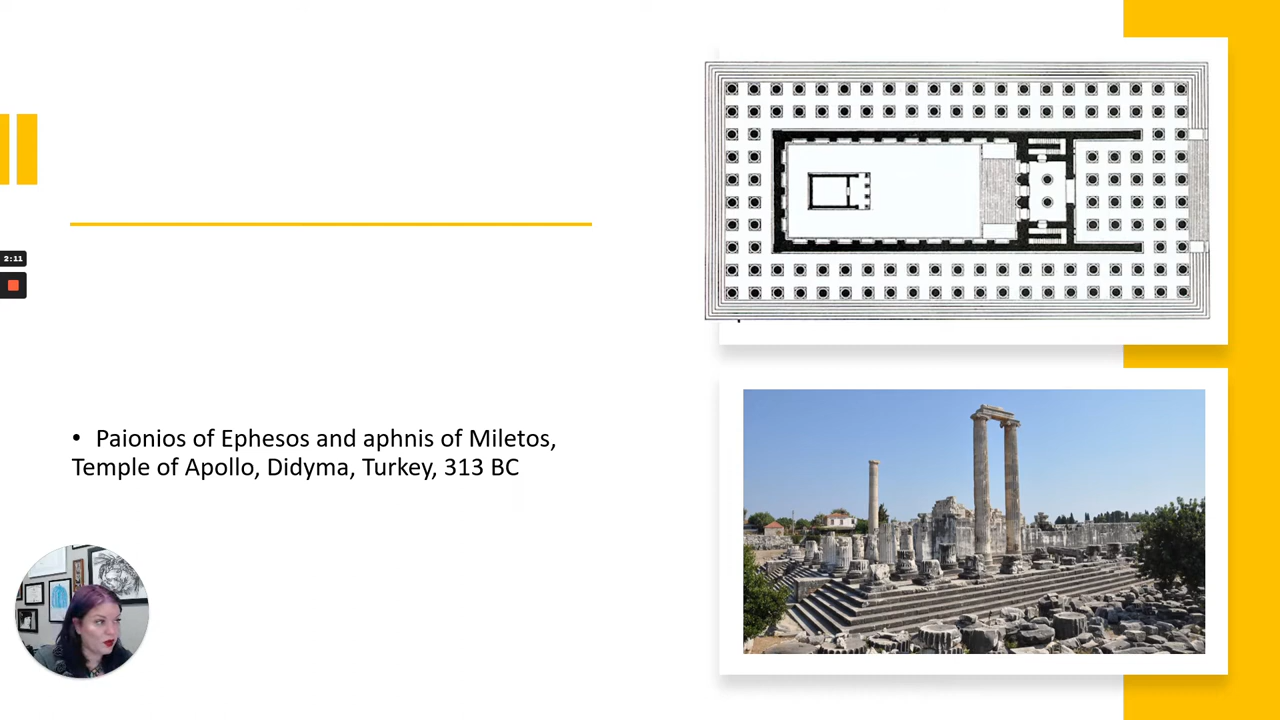 2:11
• Paionios of Ephesos and aphnis of Miletos,
Temple of Apollo, Didyma, Turkey, 313 BC